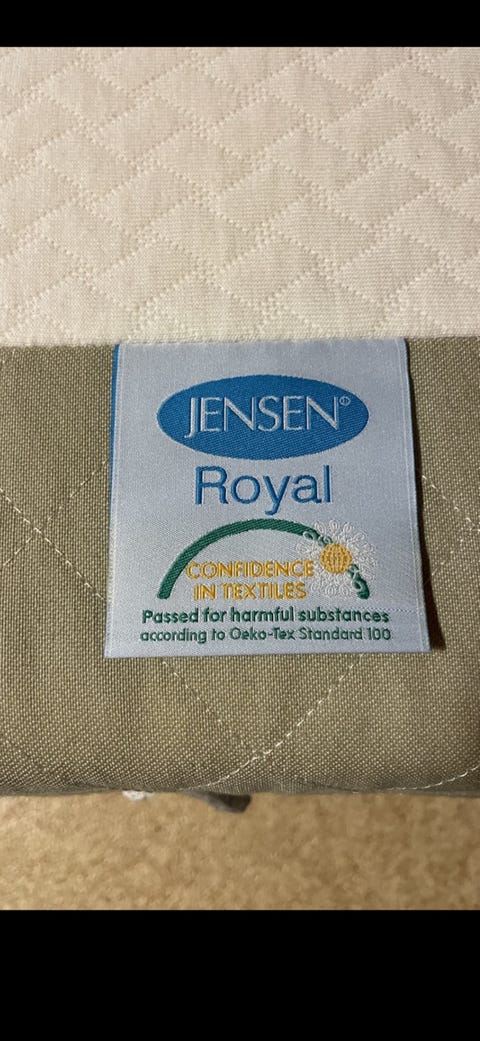 JENSEN®
Royal
CONFIDENCE
IN TEXTILES
Passed for harmful substances
according to Oeko-Tex Standard 100